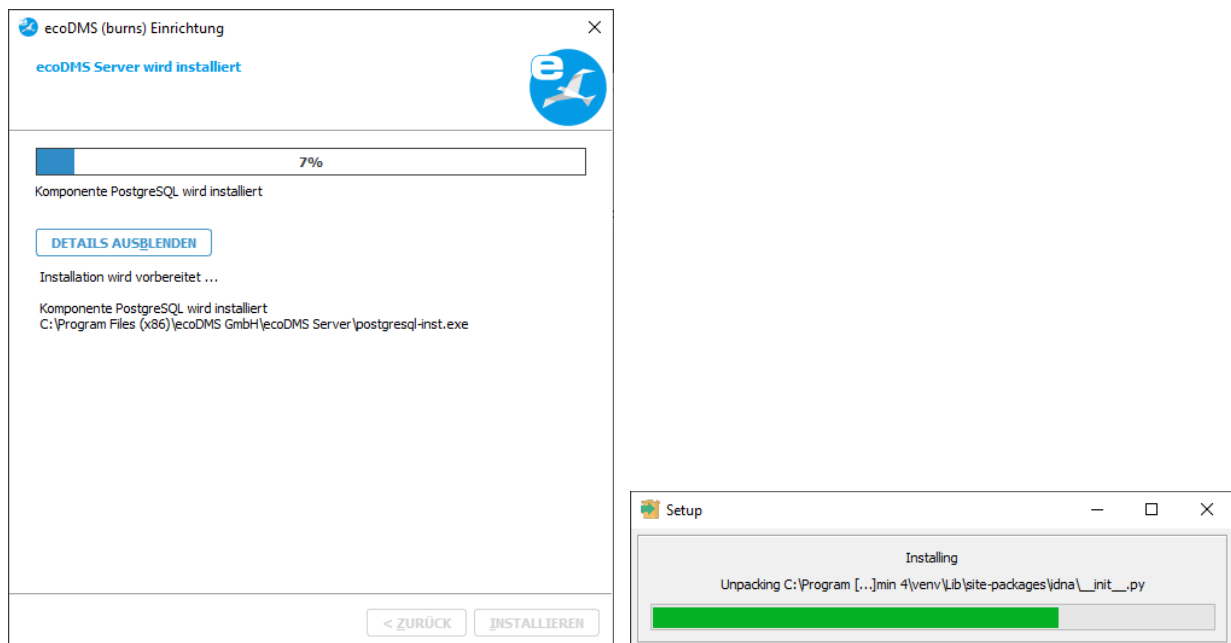 ecoDMS (burns) Einrichtung
ecoDMS Server wird installiert
e
7%
Komponente PostgreSQL wird installiert
DETAILS AUSBLENDEN
Installation wird vorbereitet ...
Komponente PostgreSQL wird installiert
C:\Program Files (x86)\ecoDMS GmbH\ecoDMS Server\postgresql-inst.exe
< ZURÜCK
INSTALLIEREN
Setup
Installing
Unpacking C:\Program [...]min 4\venv\Lib\site-packages\idna\__init__.py